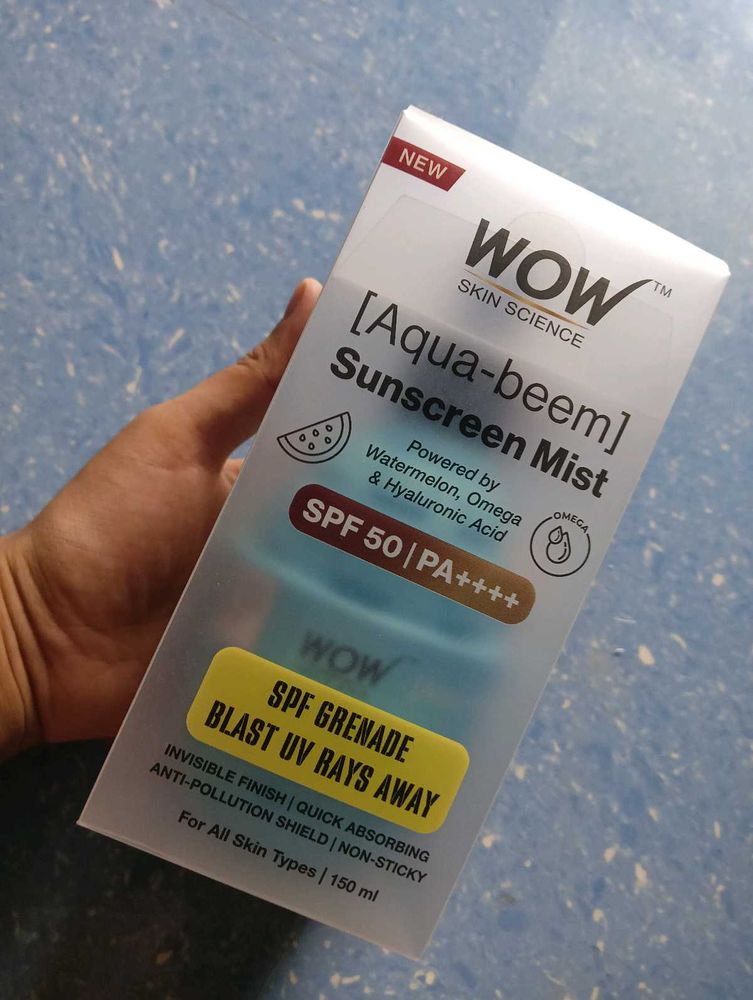 NEW
WOW™
SKIN SCIENCE
[Aqua-beem]
Sunscreen Mist
Powered by
Watermelon, Omega
& Hyaluronic Acid
OMEGA
SPF 50 | PA++++
WOW
SPF GRENADE
BLAST UV RAYS AWAY
INVISIBLE FINISH | QUICK ABSORBING
ANTI-POLLUTION SHIELD | NON-STICKY
For All Skin Types | 150 ml